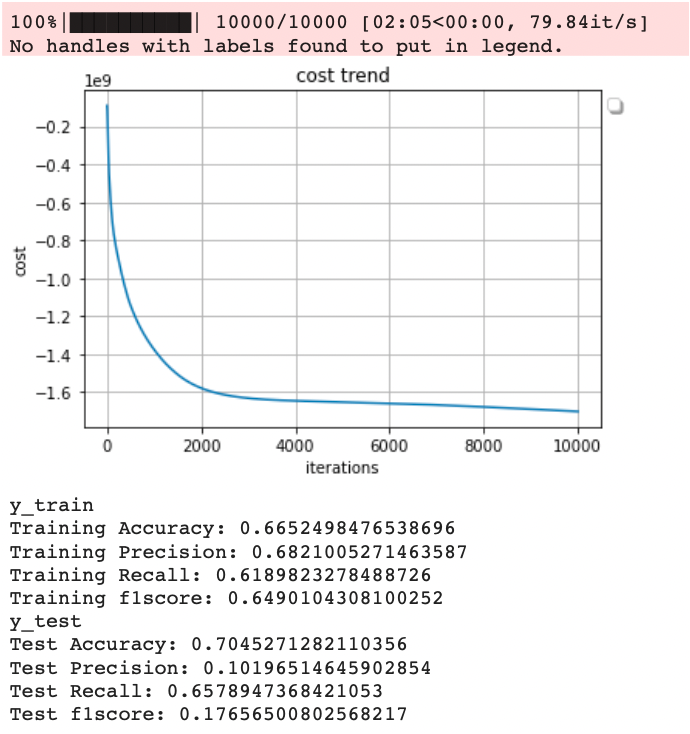 100%|██████████| 10000/10000 [02:05<00:00, 79.84it/s]
No handles with labels found to put in legend.
cost trend
1e9
−0.2
−0.4
−0.6
−0.8
−1.0
−1.2
−1.4
−1.6
cost
0 2000 4000 6000 8000 10000
iterations
y_train
Training Accuracy: 0.6652498476538696
Training Precision: 0.6821005271463587
Training Recall: 0.6189823278488726
Training f1score: 0.6490104308100252
y_test
Test Accuracy: 0.7045271282110356
Test Precision: 0.10196514645902854
Test Recall: 0.6578947368421053
Test f1score: 0.17656500802568217